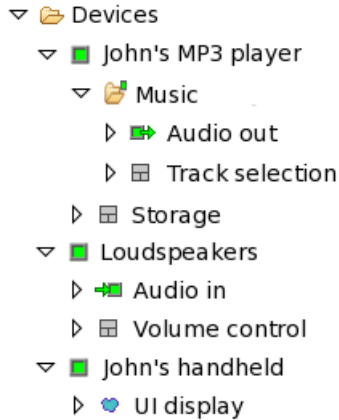 Devices
John's MP3 player
Music
Audio out
Track selection
Storage
Loudspeakers
Audio in
Volume control
John's handheld
UI display